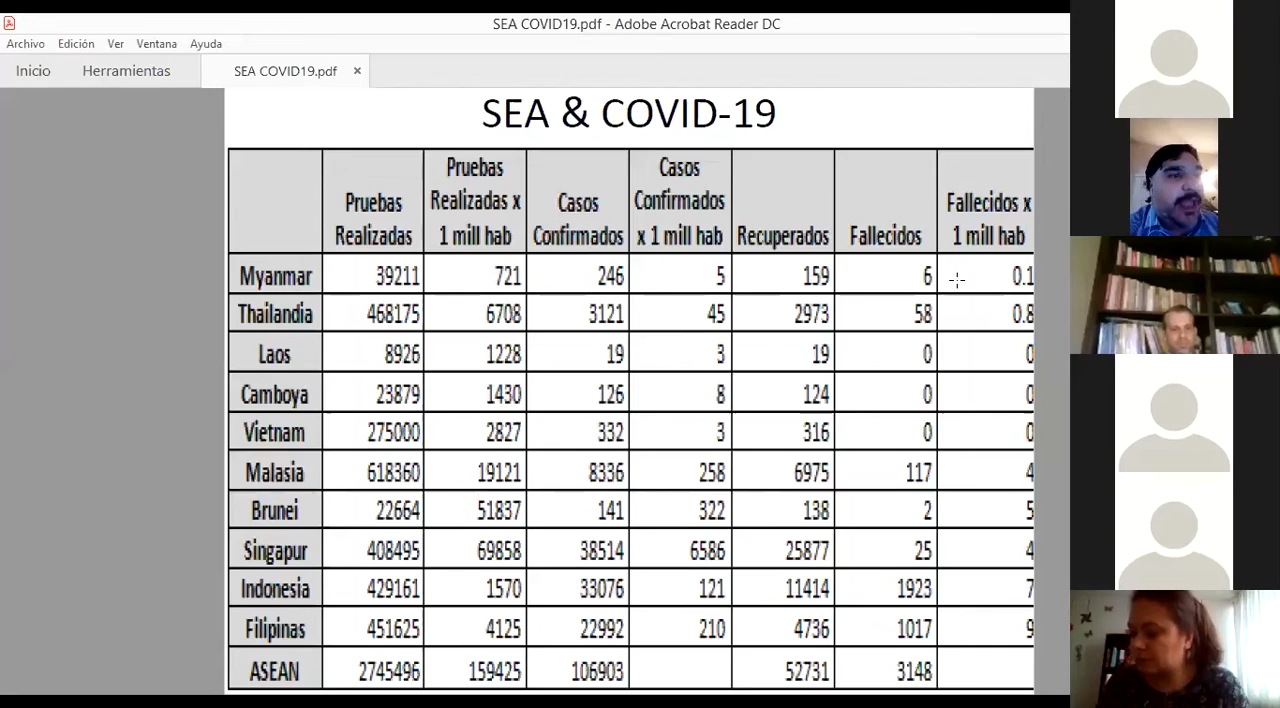 SEA COVID19.pdf - Adobe Acrobat Reader DC
Archivo Edición Ver Ventana Ayuda
Inicio Herramientas SEA COVID19.pdf ×
SEA & COVID-19
Pruebas Realizadas Pruebas Realizadas x 1 mill hab Casos Confirmados Casos Confirmados x 1 mill hab Recuperados Fallecidos Fallecidos x 1 mill hab
Myanmar 39211 721 246 5 159 6 0.1
Thailandia 468175 6708 3121 45 2973 58 0.8
Laos 8926 1228 19 3 19 0 0
Camboya 23879 1430 126 8 124 0 0
Vietnam 275000 2827 332 3 316 0 0
Malasia 618360 19121 8336 258 6975 117 4
Brunei 22664 51837 141 322 138 2 5
Singapur 408495 69858 38514 6586 25877 25 4
Indonesia 429161 1570 33076 121 11414 1923 7
Filipinas 451625 4125 22992 210 4736 1017 9
ASEAN 2745496 159425 106903 52731 3148